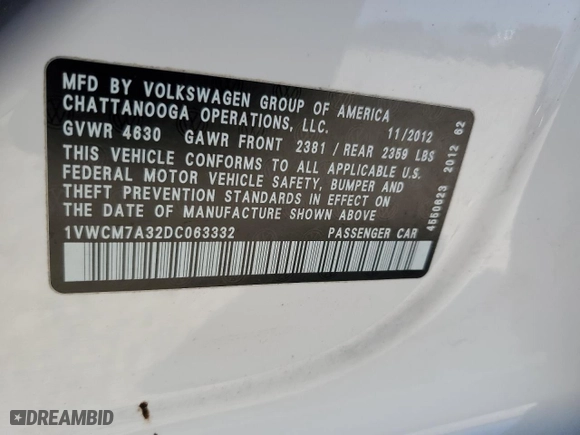 MFD BY VOLKSWAGEN GROUP OF AMERICA
CHATTANOOGA OPERATIONS, LLC. 11/2012
GVWR 4630 GAWR FRONT 2381 / REAR 2359 LBS
THIS VEHICLE CONFORMS TO ALL APPLICABLE U.S.
FEDERAL MOTOR VEHICLE SAFETY, BUMPER AND
THEFT PREVENTION STANDARDS IN EFFECT ON
THE DATE OF MANUFACTURE SHOWN ABOVE
1VWCM7A32DC063332 PASSENGER CAR
4550623 2012 62
DREAMBID